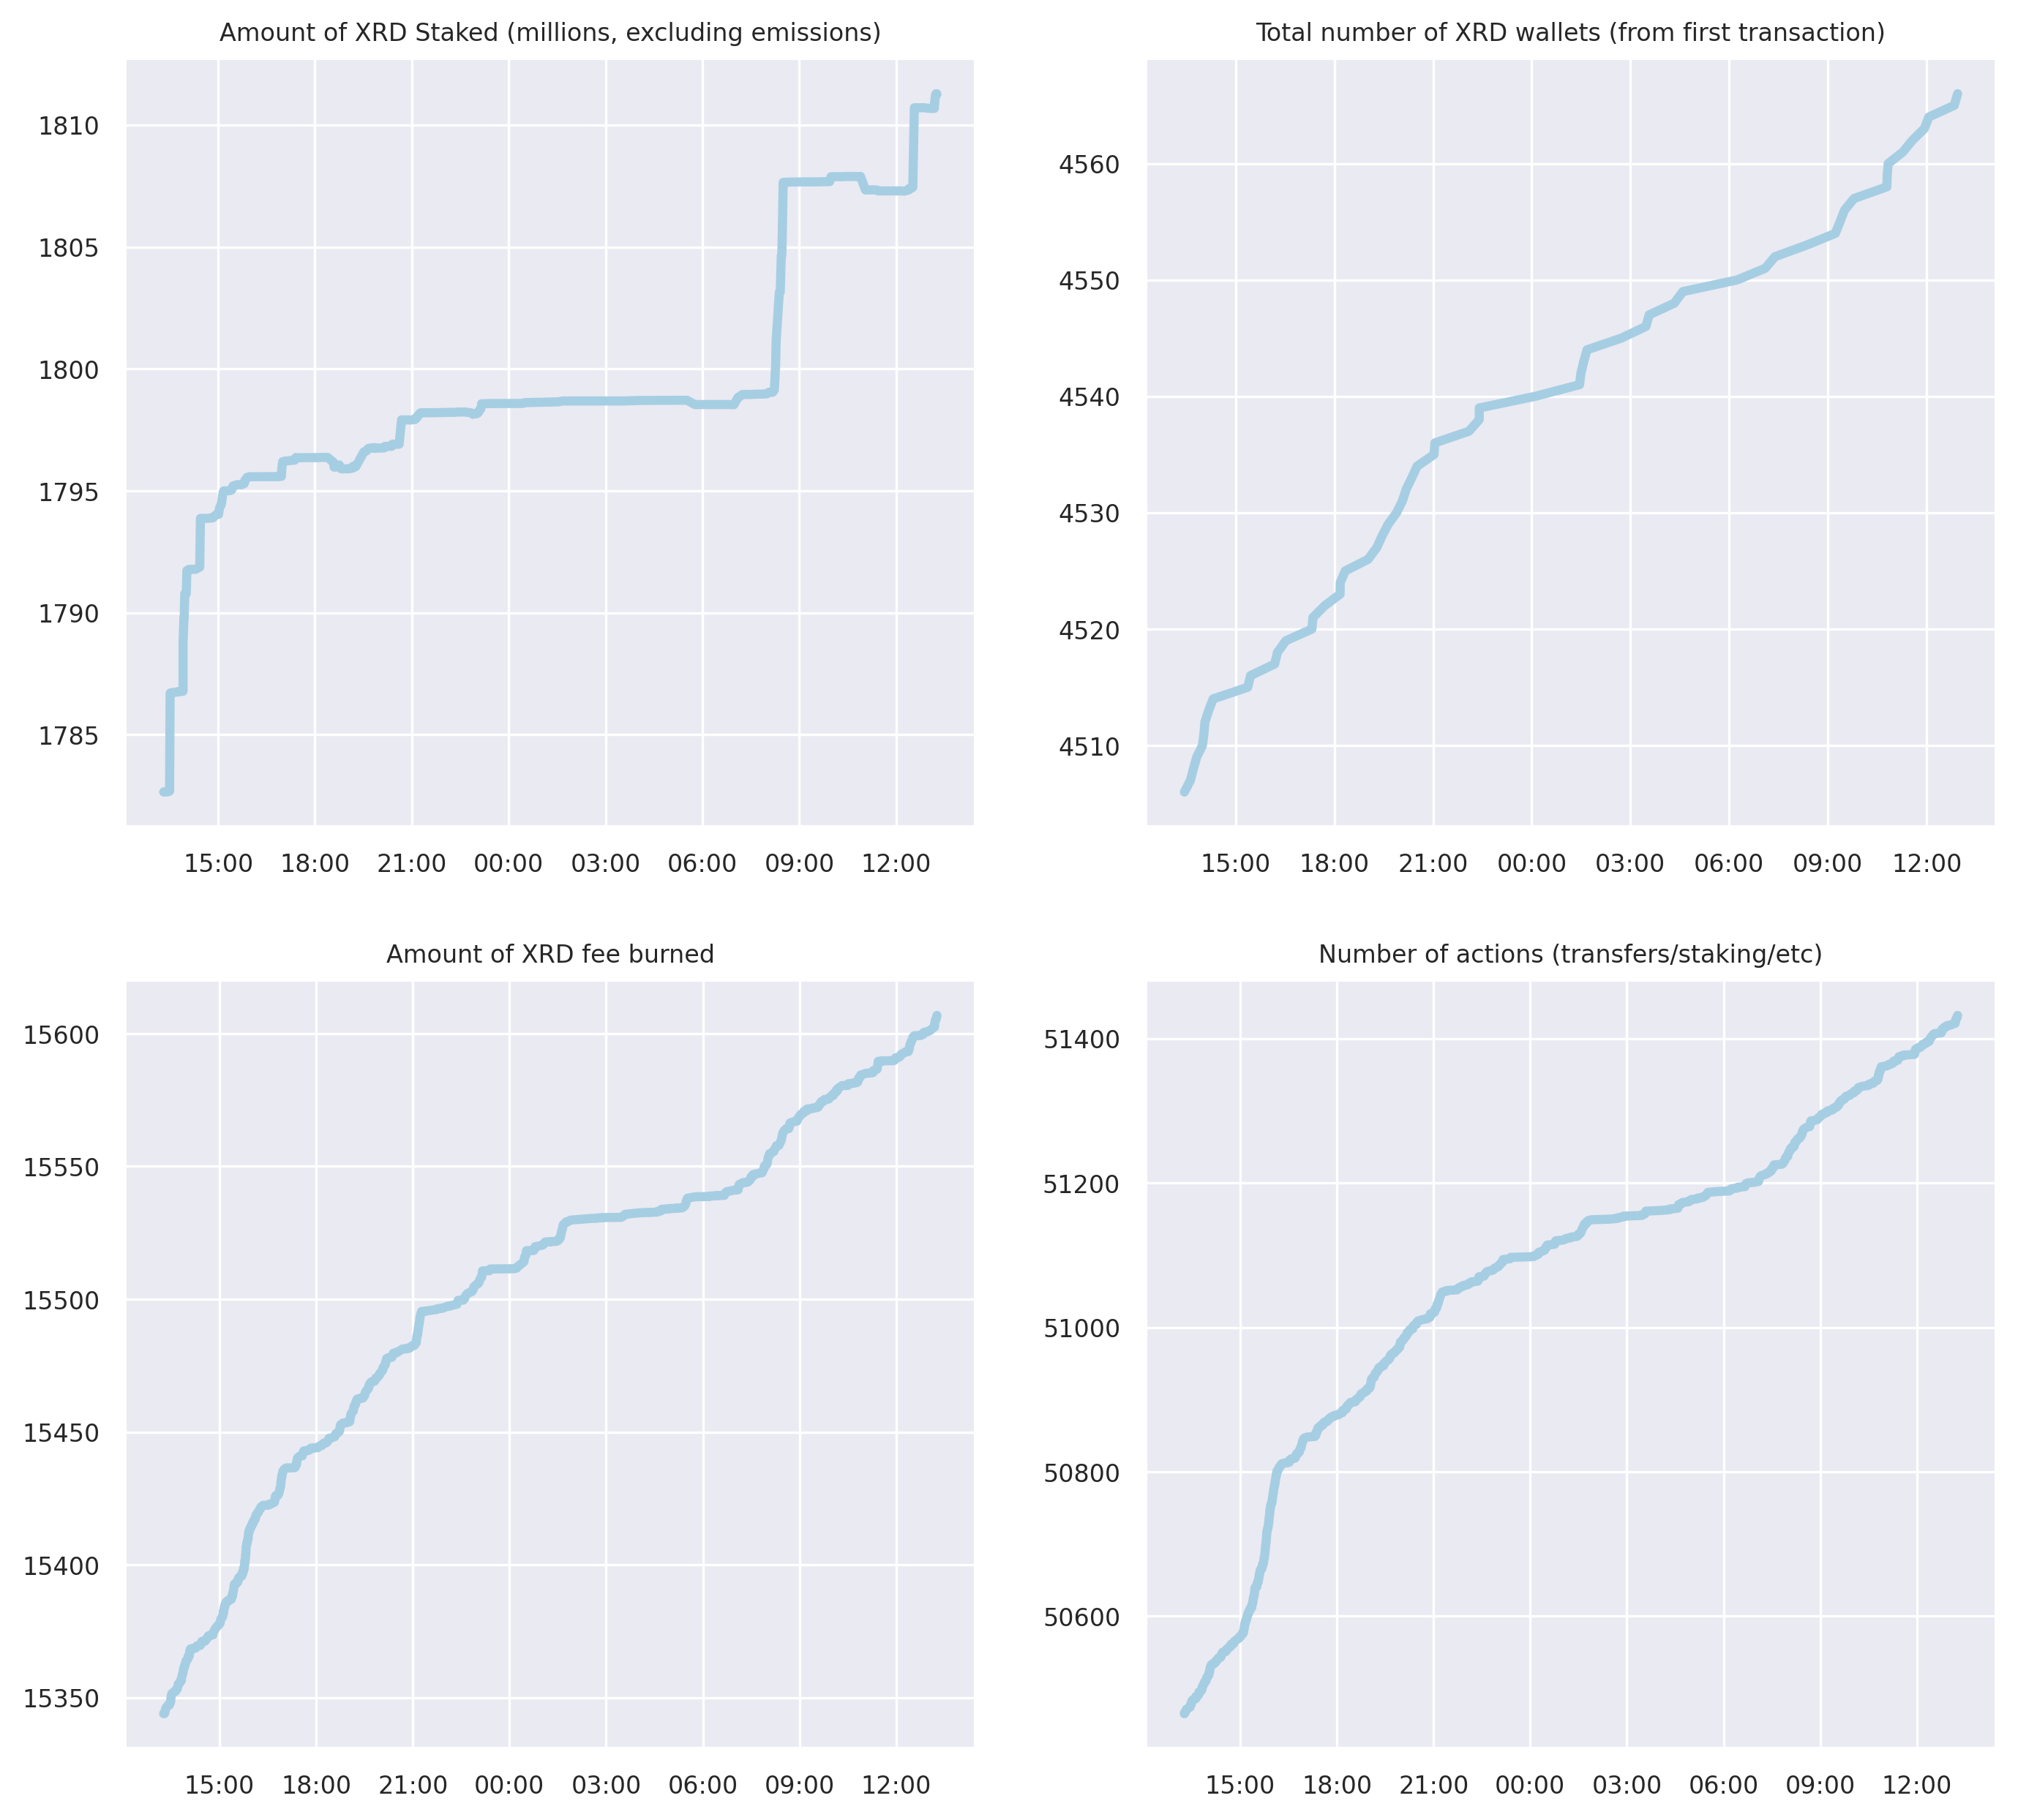 Amount of XRD Staked (millions, excluding emissions)
1810
1805
1800
1795
1790
1785
15:00 18:00 21:00 00:00 03:00 06:00 09:00 12:00
Total number of XRD wallets (from first transaction)
4560
4550
4540
4530
4520
4510
15:00 18:00 21:00 00:00 03:00 06:00 09:00 12:00
Amount of XRD fee burned
15600
15550
15500
15450
15400
15350
15:00 18:00 21:00 00:00 03:00 06:00 09:00 12:00
Number of actions (transfers/staking/etc)
51400
51200
51000
50800
50600
15:00 18:00 21:00 00:00 03:00 06:00 09:00 12:00